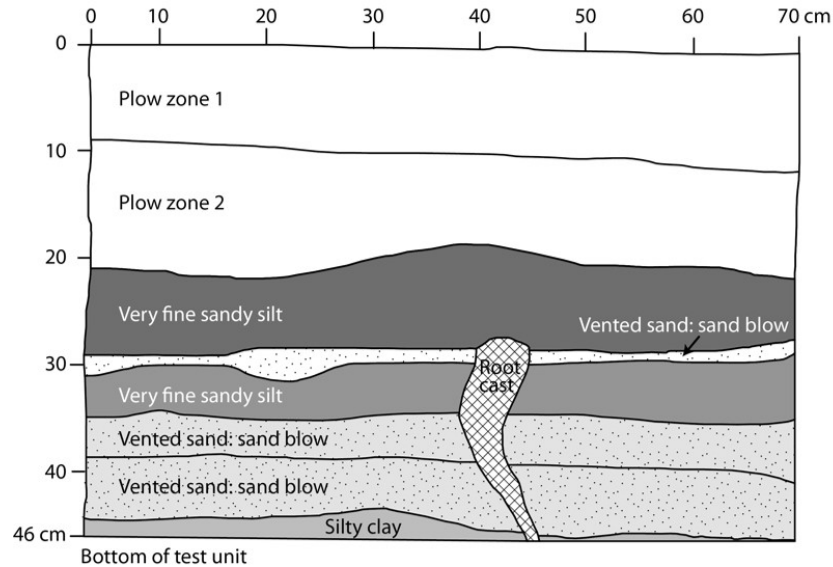 0 10 20 30 40 50 60 70 cm
0
Plow zone 1
10
Plow zone 2
20
Very fine sandy silt
Vented sand: sand blow
30
Root
cast
Very fine sandy silt
Vented sand: sand blow
40
Vented sand: sand blow
Silty clay
46 cm
Bottom of test unit